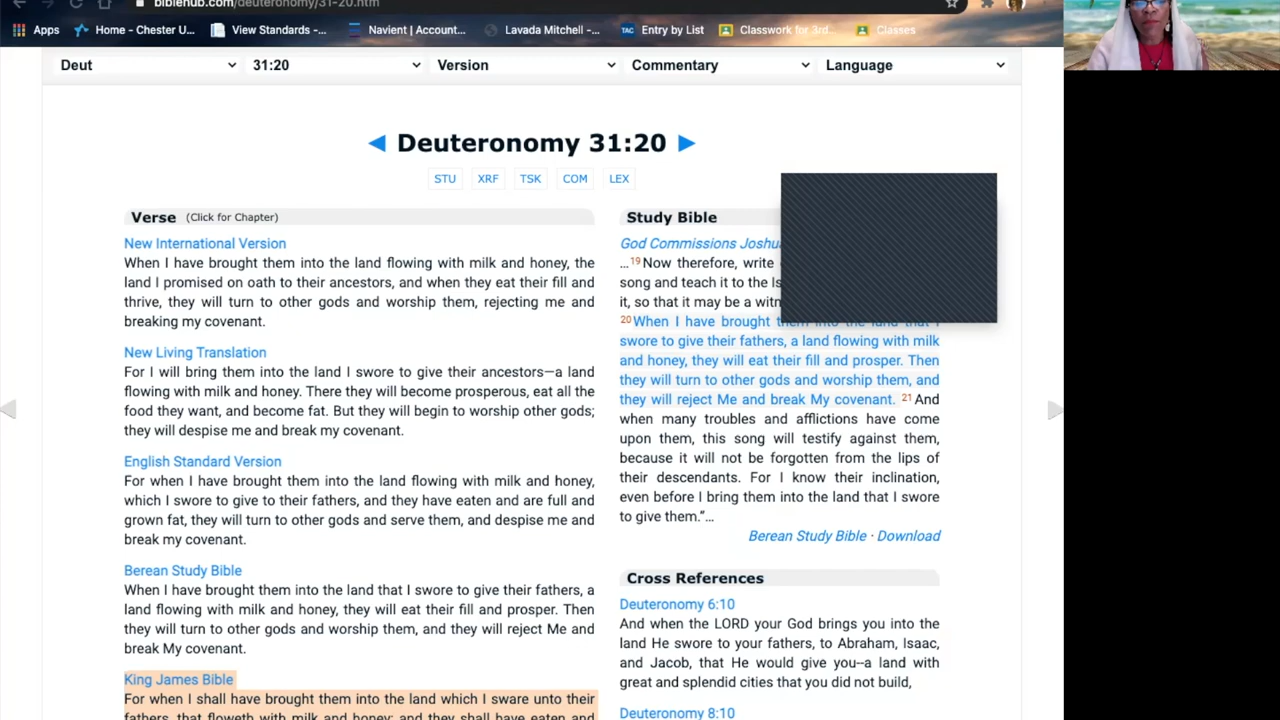 biblehub.com/deuteronomy/31-20.htm
Apps Home – Chester U... View Standards -... Navient | Account... Lavada Mitchell –... TAC Entry by List Classwork for 3rd... Classes
Deut 31:20 Version Commentary Language
Deuteronomy 31:20
STU XRF TSK COM LEX
Verse (Click for Chapter)
New International Version
When I have brought them into the land flowing with milk and honey, the
land I promised on oath to their ancestors, and when they eat their fill and
thrive, they will turn to other gods and worship them, rejecting me and
breaking my covenant.
New Living Translation
For I will bring them into the land I swore to give their ancestors—a land
flowing with milk and honey. There they will become prosperous, eat all the
food they want, and become fat. But they will begin to worship other gods;
they will despise me and break my covenant.
English Standard Version
For when I have brought them into the land flowing with milk and honey,
which I swore to give to their fathers, and they have eaten and are full and
grown fat, they will turn to other gods and serve them, and despise me and
break my covenant.
Berean Study Bible
When I have brought them into the land that I swore to give their fathers, a
land flowing with milk and honey, they will eat their fill and prosper. Then
they will turn to other gods and worship them, and they will reject Me and
break My covenant.
King James Bible
For when I shall have brought them into the land which I sware unto their
fathers, that floweth with milk and honey; and they shall have eaten and
Study Bible
God Commissions Joshu
...19Now therefore, write
song and teach it to the Is
it, so that it may be a witn
20When I have brought them into the land that I
swore to give their fathers, a land flowing with milk
and honey, they will eat their fill and prosper. Then
they will turn to other gods and worship them, and
they will reject Me and break My covenant. 21And
when many troubles and afflictions have come
upon them, this song will testify against them,
because it will not be forgotten from the lips of
their descendants. For I know their inclination,
even before I bring them into the land that I swore
to give them.”...
Berean Study Bible · Download
Cross References
Deuteronomy 6:10
And when the LORD your God brings you into the
land He swore to your fathers, to Abraham, Isaac,
and Jacob, that He would give you--a land with
great and splendid cities that you did not build,
Deuteronomy 8:10